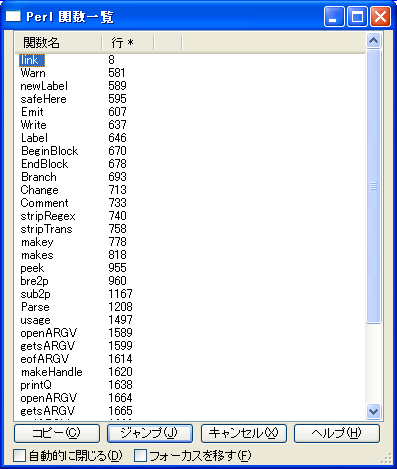 Perl 関数一覧
関数名 行 *
link 8
Warn 581
newLabel 589
safeHere 595
Emit 607
Write 637
Label 646
BeginBlock 670
EndBlock 678
Branch 693
Change 713
Comment 733
stripRegex 740
stripTrans 758
makey 778
makes 818
peek 955
bre2p 960
sub2p 1167
Parse 1208
usage 1497
openARGV 1589
getsARGV 1599
eofARGV 1614
makeHandle 1620
printQ 1638
openARGV 1664
getsARGV 1665
コピー(C) ジャンプ(J) キャンセル(X) ヘルプ(H)
自動的に閉じる(D) フォーカスを移す(F)